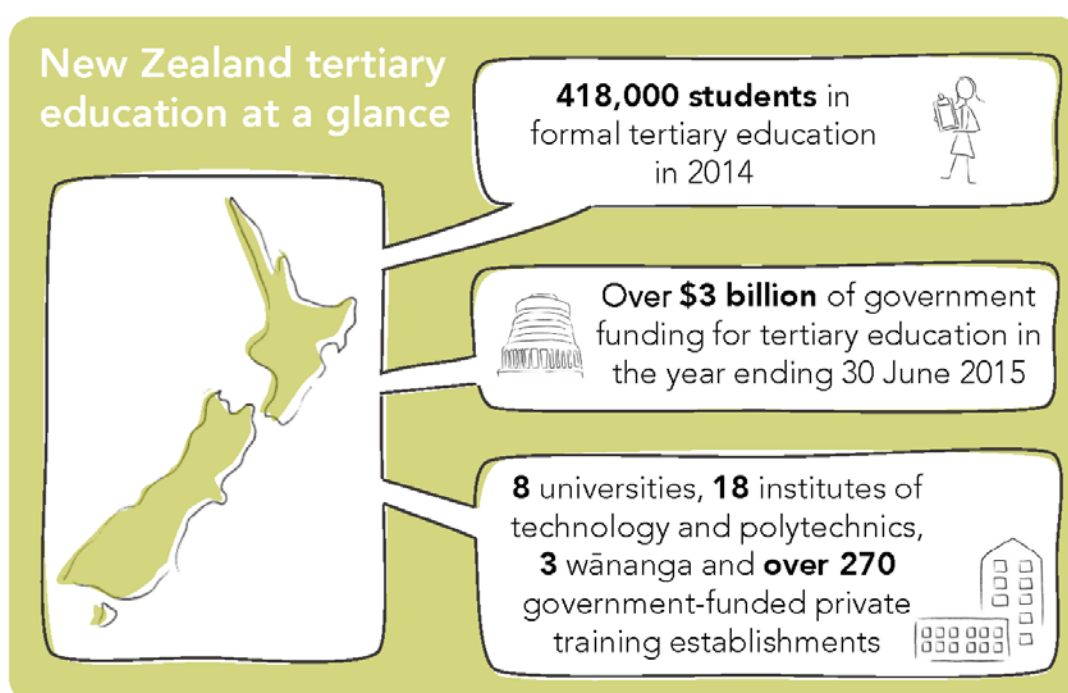 New Zealand tertiary
education at a glance
418,000 students in
formal tertiary education
in 2014
Over $3 billion of government
funding for tertiary education in
the year ending 30 June 2015
8 universities, 18 institutes of
technology and polytechnics,
3 wānanga and over 270
government-funded private
training establishments